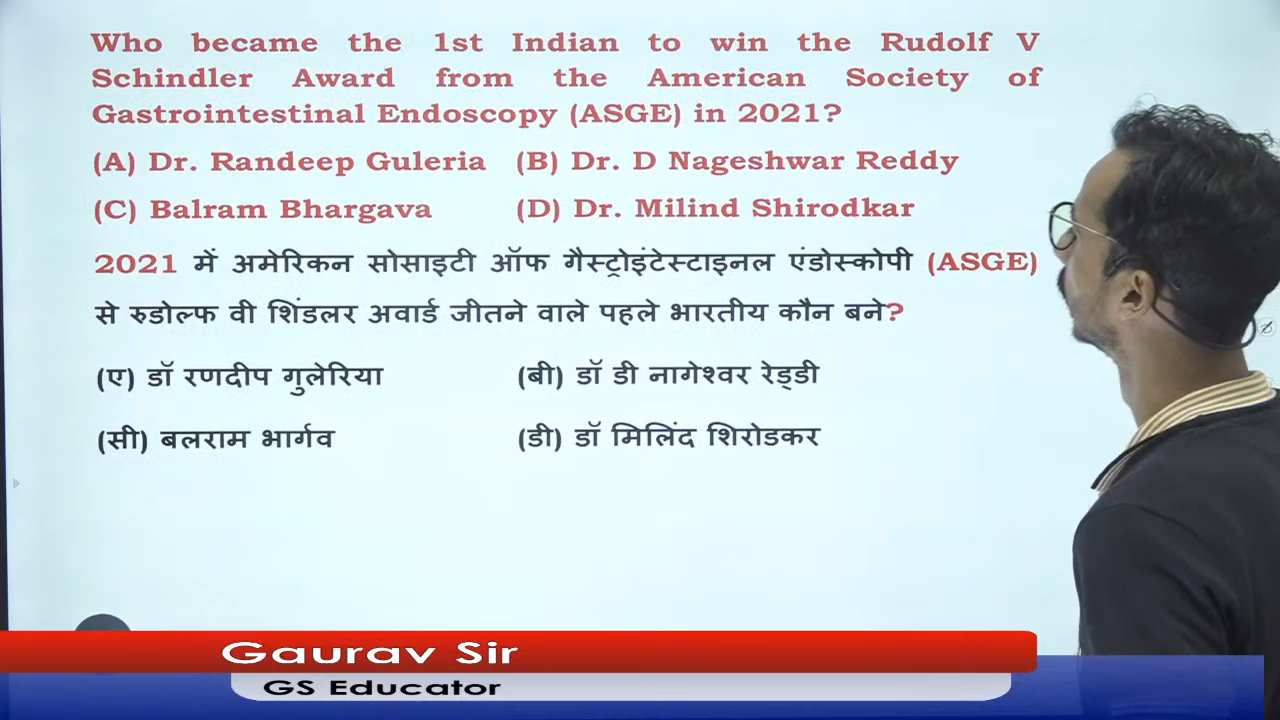 Who became the 1st Indian to win the Rudolf V
Schindler Award from the American Society of
Gastrointestinal Endoscopy (ASGE) in 2021?
(A) Dr. Randeep Guleria (B) Dr. D Nageshwar Reddy
(C) Balram Bhargava (D) Dr. Milind Shirodkar
2021 में अमेरिकन सोसाइटी ऑफ गैस्ट्रोइंटेस्टाइनल एंडोस्कोपी (ASGE)
से रुडोल्फ वी शिंडलर अवार्ड जीतने वाले पहले भारतीय कौन बने?
(ए) डॉ रणदीप गुलेरिया (बी) डॉ डी नागेश्वर रेड्डी
(सी) बलराम भार्गव (डी) डॉ मिलिंद शिरोडकर
Gaurav Sir
GS Educator